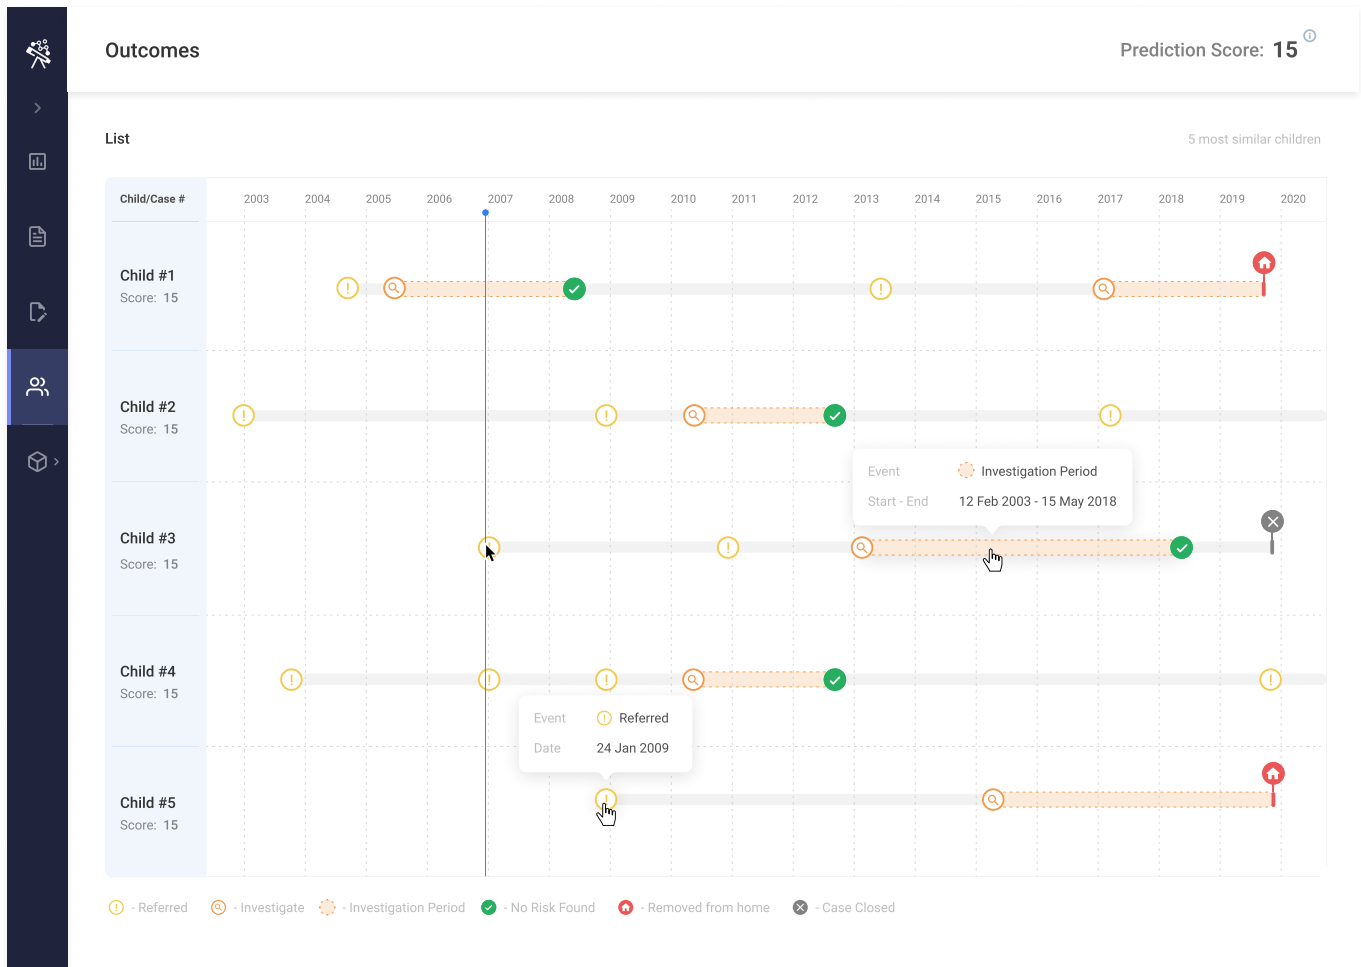 Outcomes
Prediction Score: 15
List
5 most similar children
Child/Case # 2003 2004 2005 2006 2007 2008 2009 2010 2011 2012 2013 2014 2015 2016 2017 2018 2019 2020
Child #1
Score: 15
Child #2
Score: 15
Event Investigation Period
Start - End 12 Feb 2003 - 15 May 2018
Child #3
Score: 15
Child #4
Score: 15
Event Referred
Date 24 Jan 2009
Child #5
Score: 15
- Referred - Investigate - Investigation Period - No Risk Found - Removed from home - Case Closed